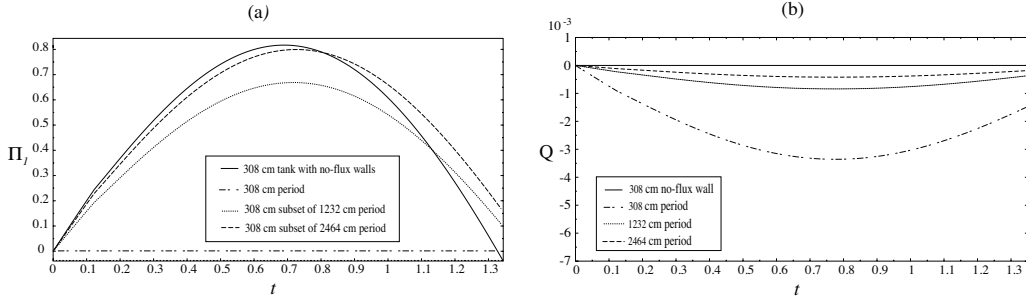 (a)
0.8
0.7
0.6
0.5
0.4
0.3
0.2
0.1
0
Π1
308 cm tank with no-flux walls
308 cm period
308 cm subset of 1232 cm period
308 cm subset of 2464 cm period
0 0.1 0.2 0.3 0.4 0.5 0.6 0.7 0.8 0.9 1 1.1 1.2 1.3
t
(b)
10-3
1
0
-1
-2
-3
-4
-5
-6
-7
Q
308 cm no-flux wall
308 cm period
1232 cm period
2464 cm period
0 0.1 0.2 0.3 0.4 0.5 0.6 0.7 0.8 0.9 1 1.1 1.2 1.3
t